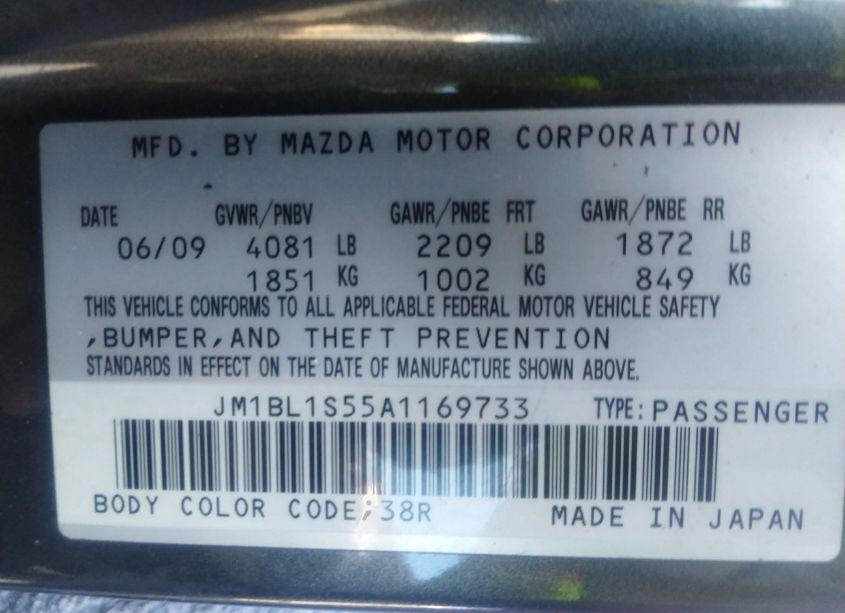 MFD. BY MAZDA MOTOR CORPORATION
DATE GVWR/PNBV GAWR/PNBE FRT GAWR/PNBE RR
06/09 4081 LB 2209 LB 1872 LB
1851 KG 1002 KG 849 KG
THIS VEHICLE CONFORMS TO ALL APPLICABLE FEDERAL MOTOR VEHICLE SAFETY
,BUMPER,AND THEFT PREVENTION
STANDARDS IN EFFECT ON THE DATE OF MANUFACTURE SHOWN ABOVE.
JM1BL1S55A1169733 TYPE:PASSENGER
BODY COLOR CODE;38R MADE IN JAPAN